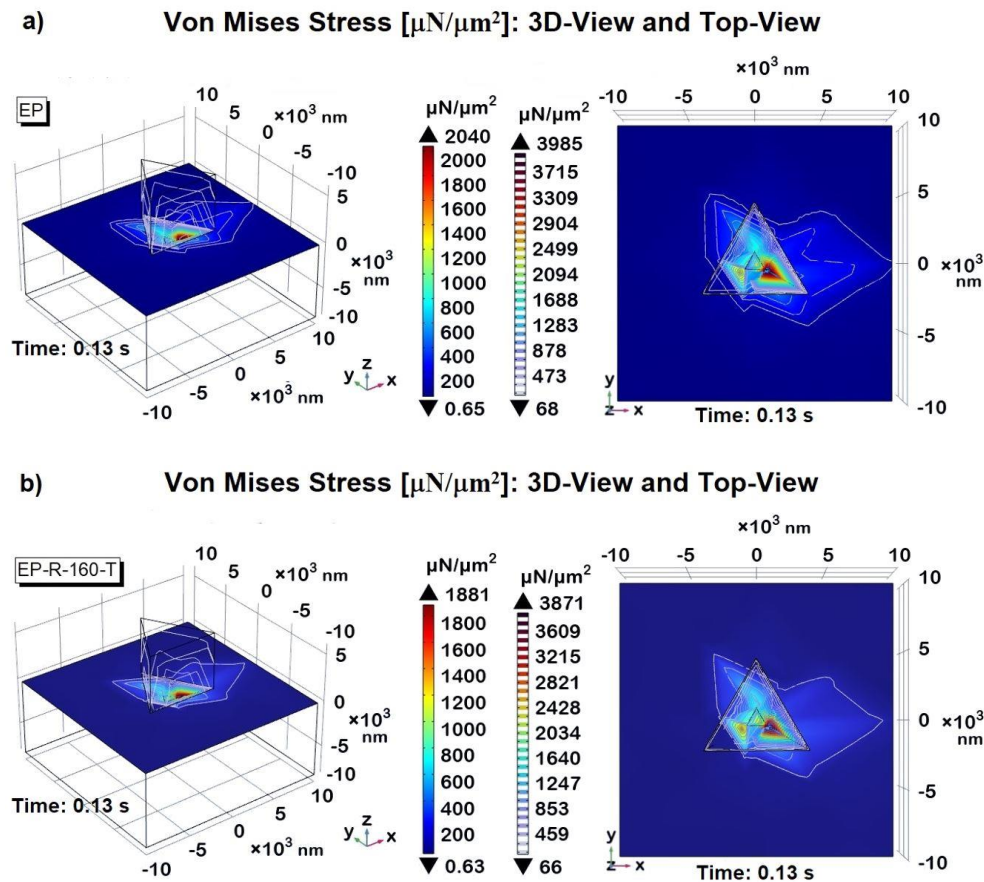 a) Von Mises Stress [µN/µm²]: 3D-View and Top-View
EP
10
5
0
-5
-10
×10³ nm
5
0
-5
-10
×10³
nm
10
5
0
-5
-10
×10³ nm
Time: 0.13 s
y z x
µN/µm²
2040
2000
1800
1600
1400
1200
1000
800
600
400
200
0.65
µN/µm²
3985
3715
3309
2904
2499
2094
1688
1283
878
473
68
×10³ nm
-10 -5 0 5 10
10
5
0
×10³
nm
-5
-10
y
z x
Time: 0.13 s
b) Von Mises Stress [µN/µm²]: 3D-View and Top-View
EP-R-160-T
10
5
0
-5
-10
×10³ nm
5
0
-5
-10
×10³
nm
10
5
0
-5
-10
×10³ nm
Time: 0.13 s
y z x
µN/µm²
1881
1800
1600
1400
1200
1000
800
600
400
200
0.63
µN/µm²
3871
3609
3215
2821
2428
2034
1640
1247
853
459
66
×10³ nm
-10 -5 0 5 10
10
5
0
×10³
nm
-5
-10
y
z x
Time: 0.13 s